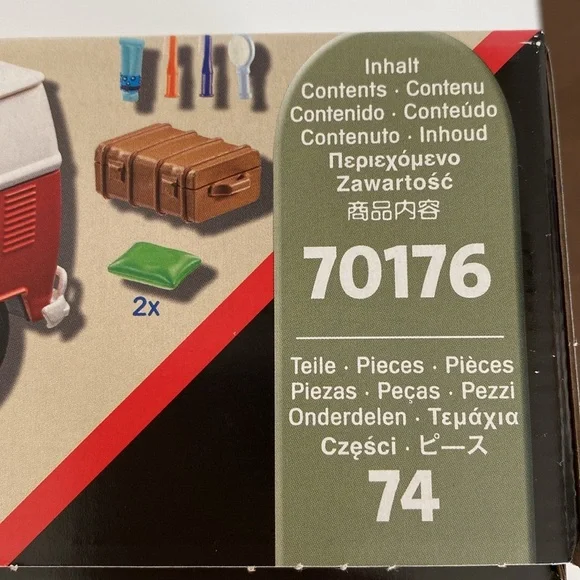 Inhalt
Contents · Contenu
Contenido · Conteúdo
Contenuto · Inhoud
Περιεχόμενο
Zawartość
商品内容
70176
Teile · Pieces · Pièces
Piezas · Peças · Pezzi
Onderdelen · Τεμάχια
Części · ピース
74
2x